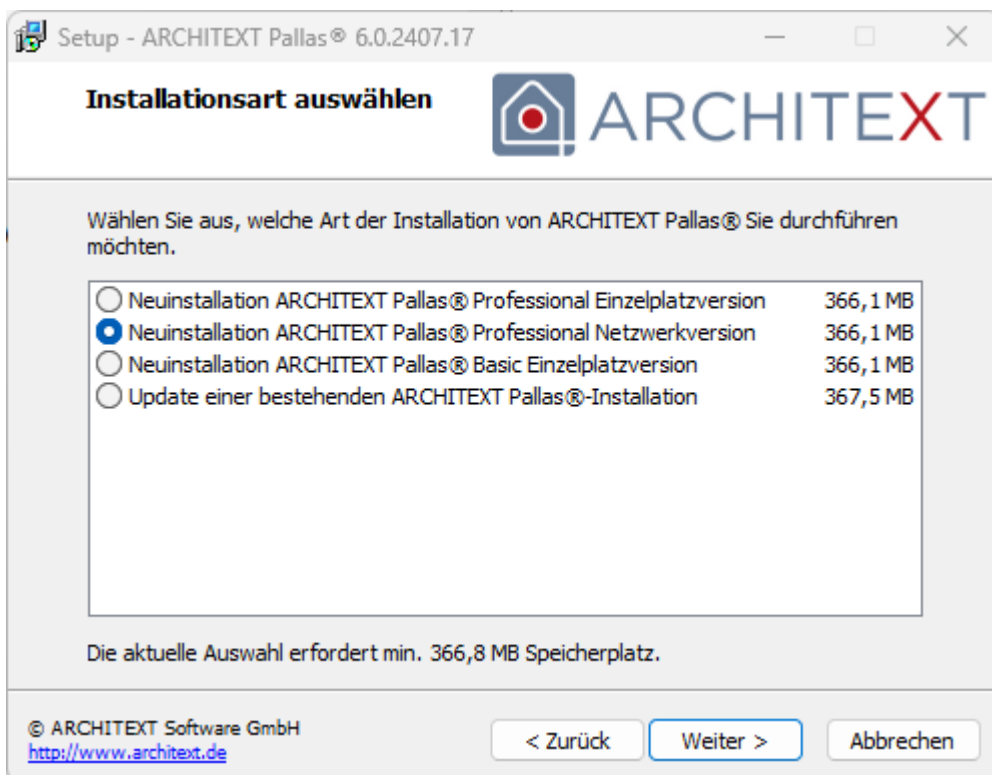 Setup - ARCHITEXT Pallas® 6.0.2407.17
Installationsart auswählen
ARCHITEXT
Wählen Sie aus, welche Art der Installation von ARCHITEXT Pallas® Sie durchführen
möchten.
Neuinstallation ARCHITEXT Pallas® Professional Einzelplatzversion 366,1 MB
Neuinstallation ARCHITEXT Pallas® Professional Netzwerkversion 366,1 MB
Neuinstallation ARCHITEXT Pallas® Basic Einzelplatzversion 366,1 MB
Update einer bestehenden ARCHITEXT Pallas®-Installation 367,5 MB
Die aktuelle Auswahl erfordert min. 366,8 MB Speicherplatz.
© ARCHITEXT Software GmbH
http://www.architext.de
< Zurück Weiter > Abbrechen